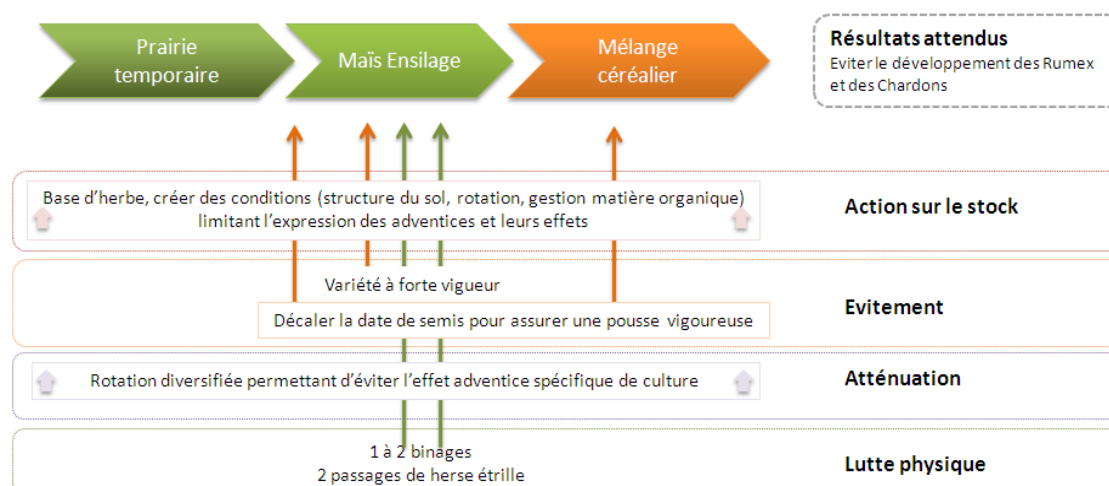 Prairie
temporaire
Maïs Ensilage
Mélange
céréalier
Résultats attendus
Eviter le développement des Rumex
et des Chardons
Base d’herbe, créer des conditions (structure du sol, rotation, gestion matière organique)
limitant l’expression des adventices et leurs effets
Action sur le stock
Variété à forte vigueur
Décaler la date de semis pour assurer une pousse vigoureuse
Evitement
Rotation diversifiée permettant d’éviter l’effet adventice spécifique de culture
Atténuation
1 à 2 binages
2 passages de herse étrille
Lutte physique